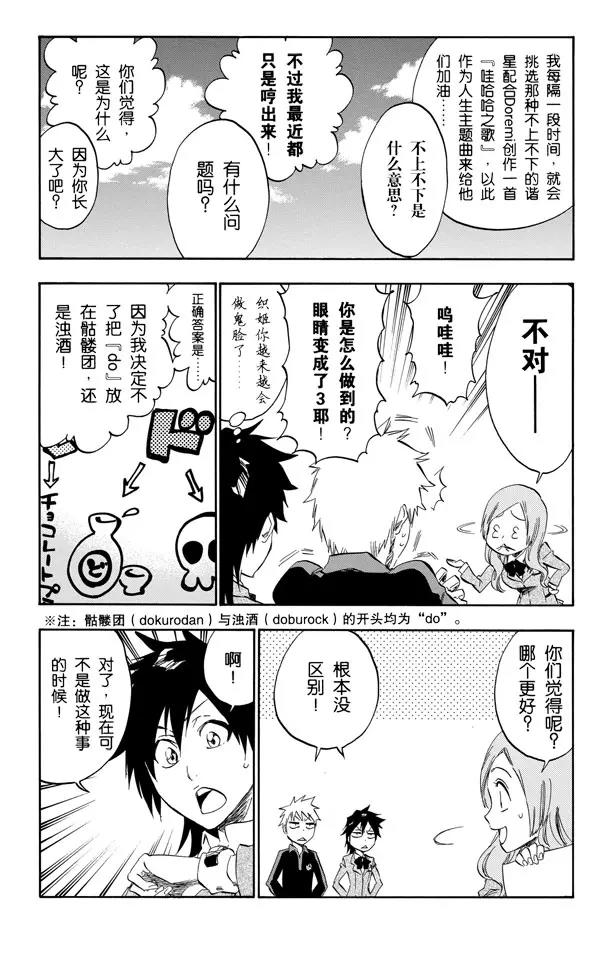 我每隔一段时间，就会
挑选那种不上不下的谐
星配合Doremi创作一首
『哇哈哈之歌』，以此
作为人生主题曲来给他
们加油……
不上不下是
什么意思？
不过我最近都
只是哼出来！
有什么问
题吗？
你们觉得，
这是为什么
呢？
因为你长
大了吧？
不对——
呜哇哇！
你是怎么做到的？
眼睛变成了3耶！
织姬你越来越会
做鬼脸了……
正确答案是……
因为我决定不
了把『do』放
在骷髅团，还
是浊酒！
ド
ど
チョコレートプ
※注：骷髅团（dokurodan）与浊酒（doburock）的开头均为“do”。
你们觉得呢？
哪个更好？
根本没
区别！
啊！
对了，现在可
不是做这种事
的时候！